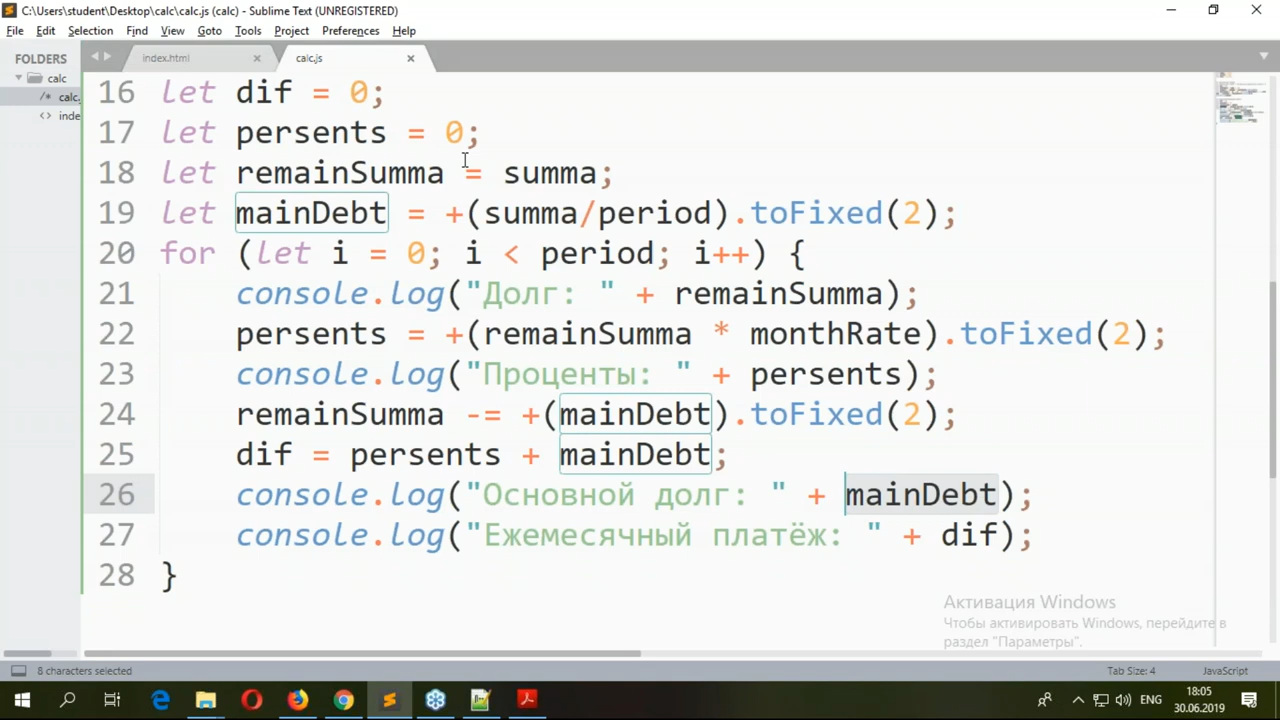 C:\Users\student\Desktop\calc\calc.js (calc) - Sublime Text (UNREGISTERED)
File Edit Selection Find View Goto Tools Project Preferences Help
FOLDERS
calc
/* calc.
<> inde
index.html ×
calc.js ×
16 let dif = 0;
17 let persents = 0;
18 let remainSumma = summa;
19 let mainDebt = +(summa/period).toFixed(2);
20 for (let i = 0; i < period; i++) {
21 console.log("Долг: " + remainSumma);
22 persents = +(remainSumma * monthRate).toFixed(2);
23 console.log("Проценты: " + persents);
24 remainSumma -= +(mainDebt).toFixed(2);
25 dif = persents + mainDebt;
26 console.log("Основной долг: " + mainDebt);
27 console.log("Ежемесячный платёж: " + dif);
28 }
Активация Windows
Чтобы активировать Windows, перейдите в
раздел "Параметры".
8 characters selected
Tab Size: 4
JavaScript
ENG
18:05
30.06.2019